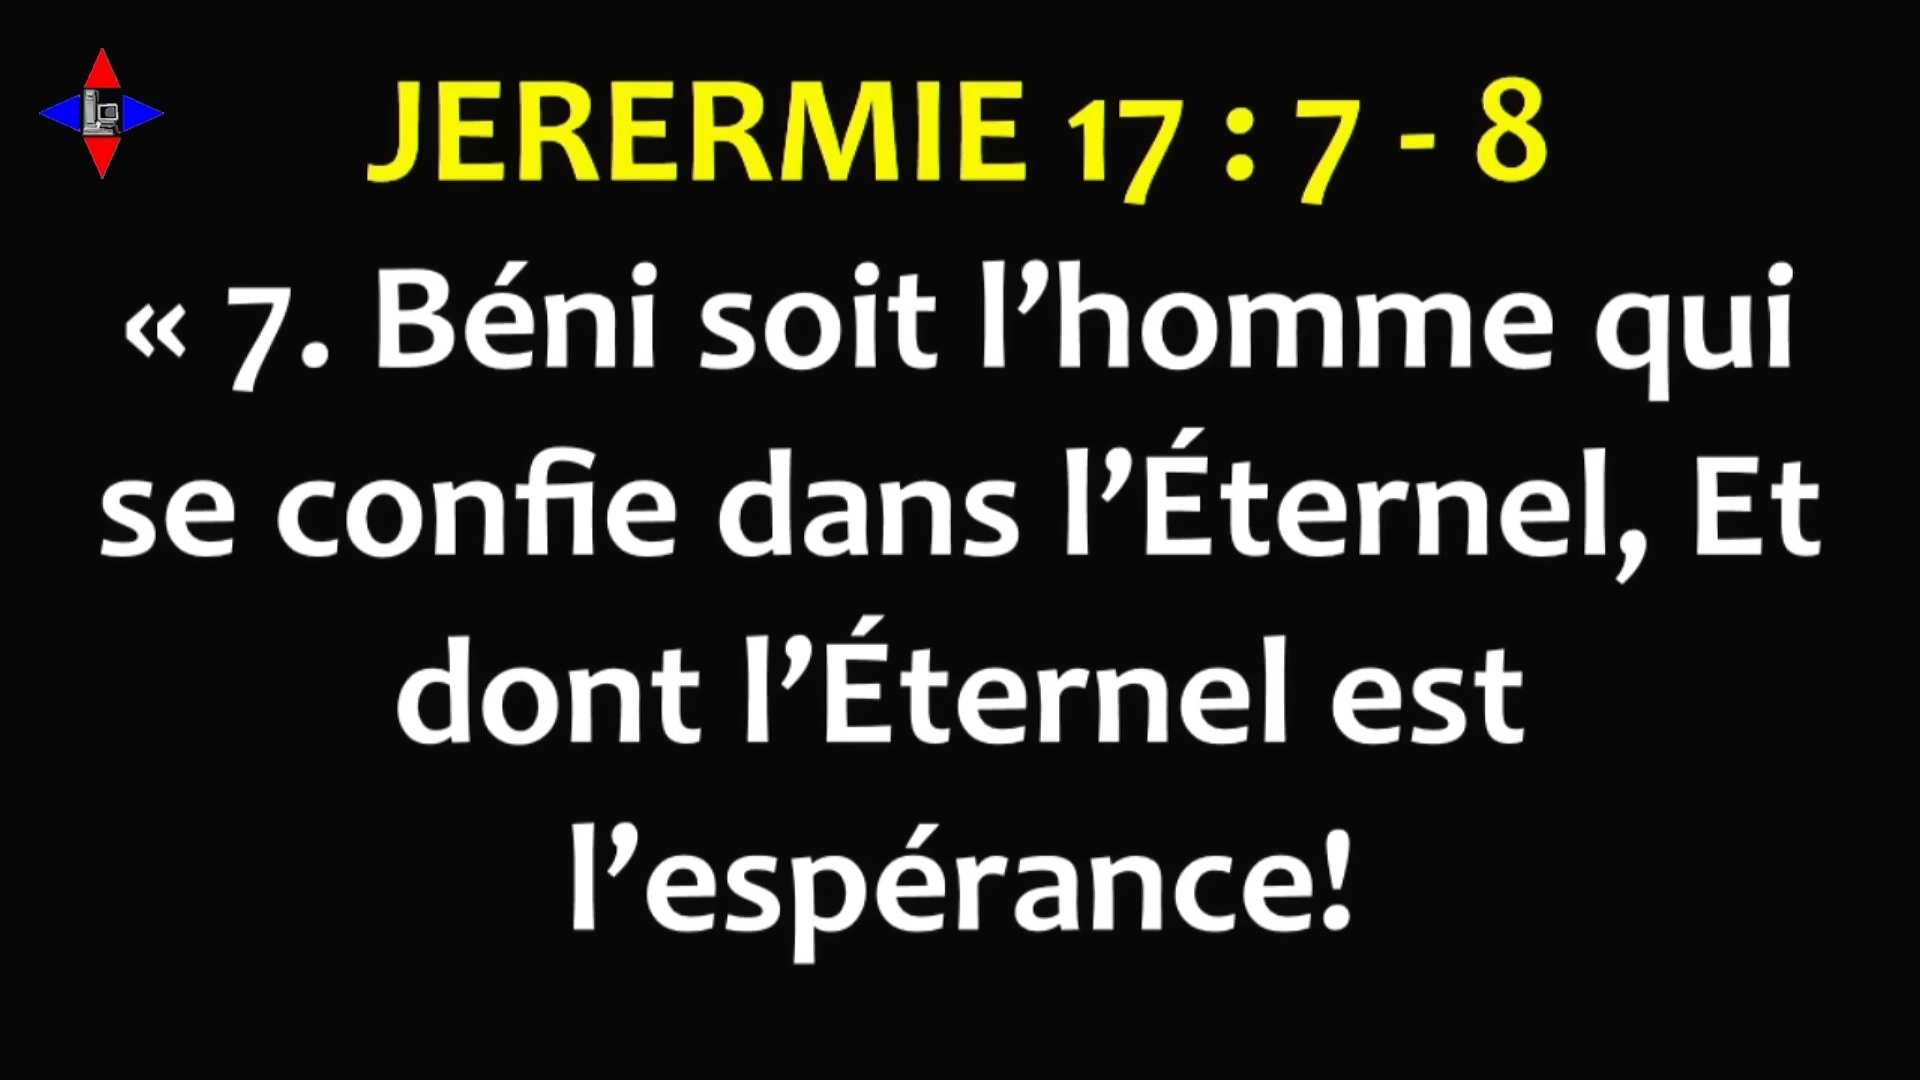 JERERMIE 17 : 7 - 8
« 7. Béni soit l’homme qui
se confie dans l’Éternel, Et
dont l’Éternel est
l’espérance!